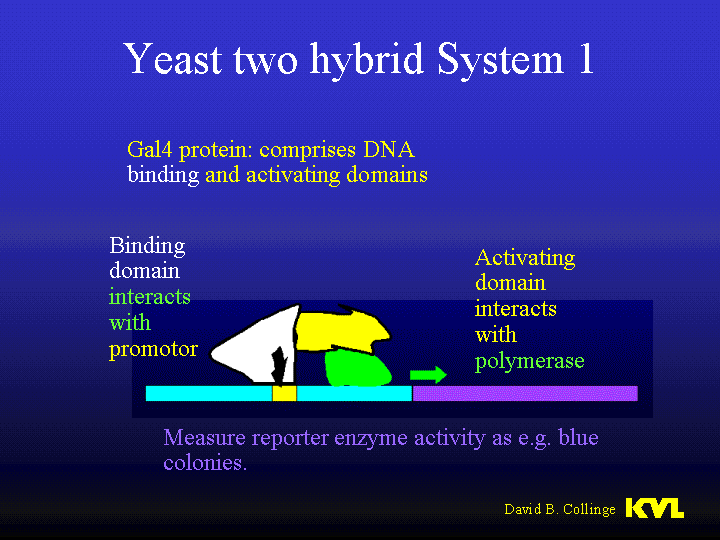 Yeast two hybrid System 1
Gal4 protein: comprises DNA
binding and activating domains
Binding
domain
interacts
with
promotor
Activating
domain
interacts
with
polymerase
Measure reporter enzyme activity as e.g. blue
colonies.
David B. Collinge KVL